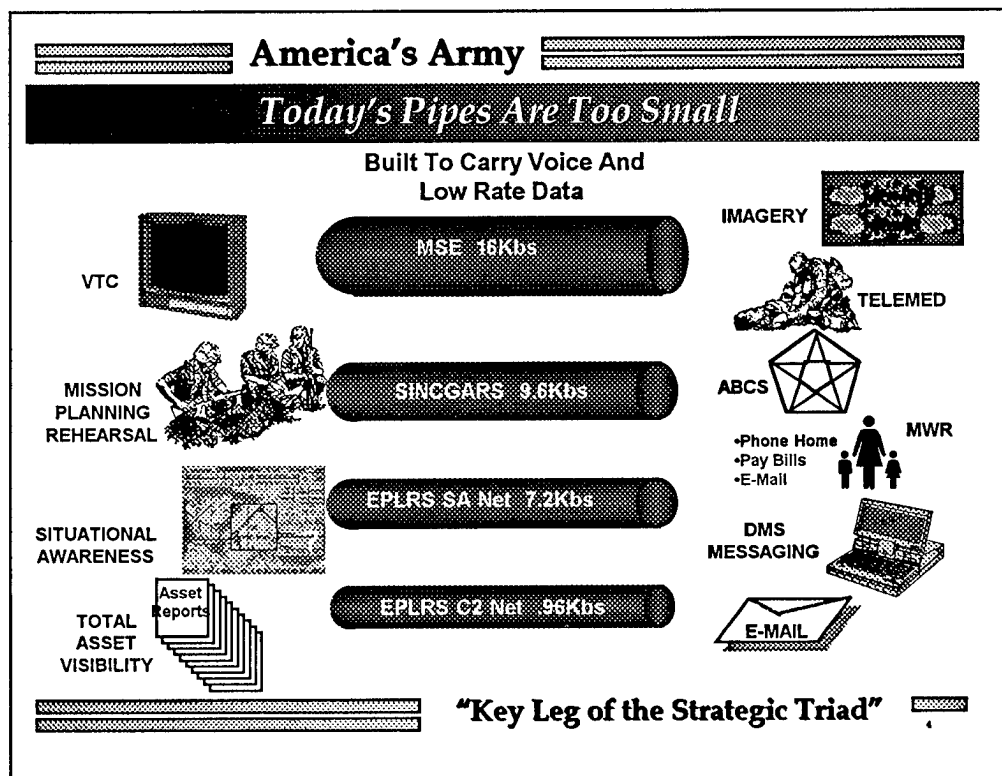 America's Army
Today's Pipes Are Too Small
Built To Carry Voice And
Low Rate Data
VTC
MISSION
PLANNING
REHEARSAL
SITUATIONAL
AWARENESS
Asset
Reports
TOTAL
ASSET
VISIBILITY
MSE 16Kbs
SINCGARS 9.6Kbs
EPLRS SA Net 7.2Kbs
EPLRS C2 Net .96Kbs
IMAGERY
TELEMED
ABCS
MWR
•Phone Home
•Pay Bills
•E-Mail
DMS
MESSAGING
E-MAIL
"Key Leg of the Strategic Triad"
4